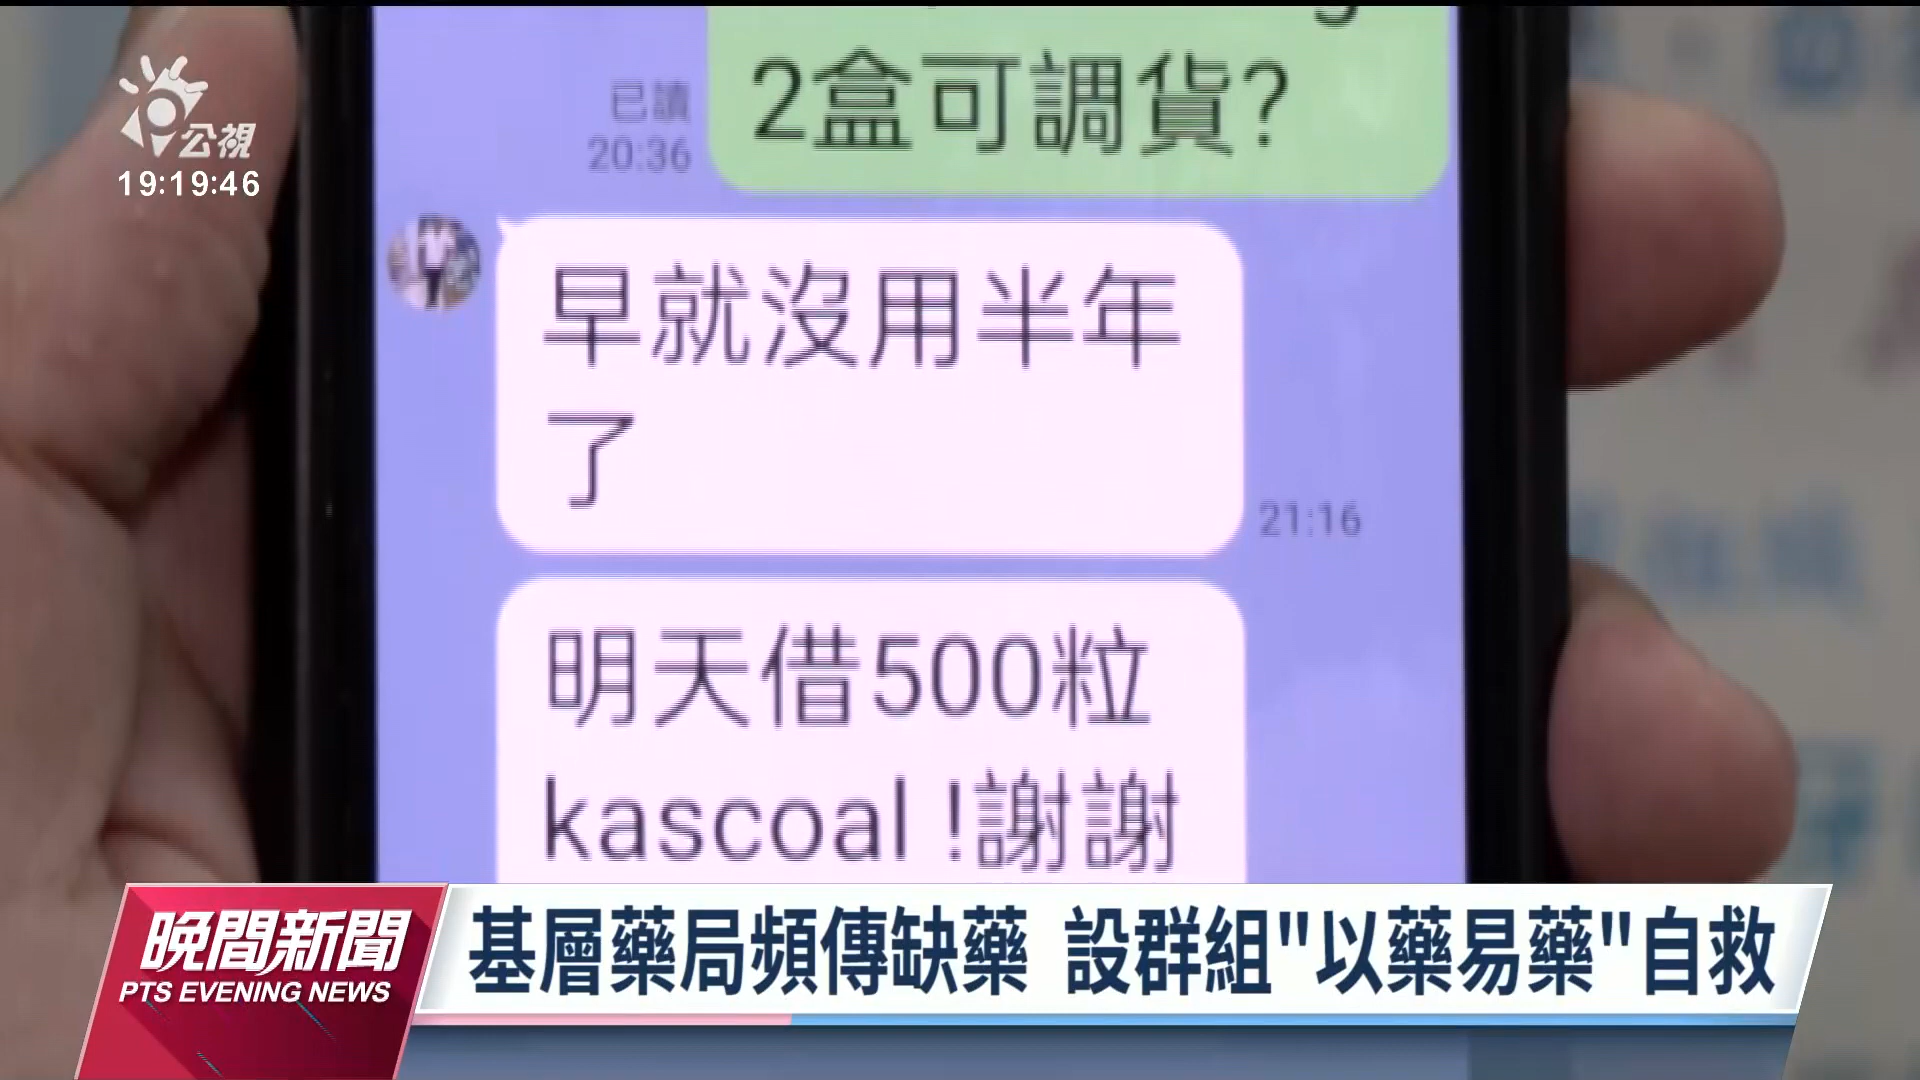 公視
19:19:46
2盒可調貨?
已讀
20:36
早就沒用半年
了
21:16
明天借500粒
kascoal !謝謝
晚間新聞
PTS EVENING NEWS
基層藥局頻傳缺藥 設群組"以藥易藥"自救